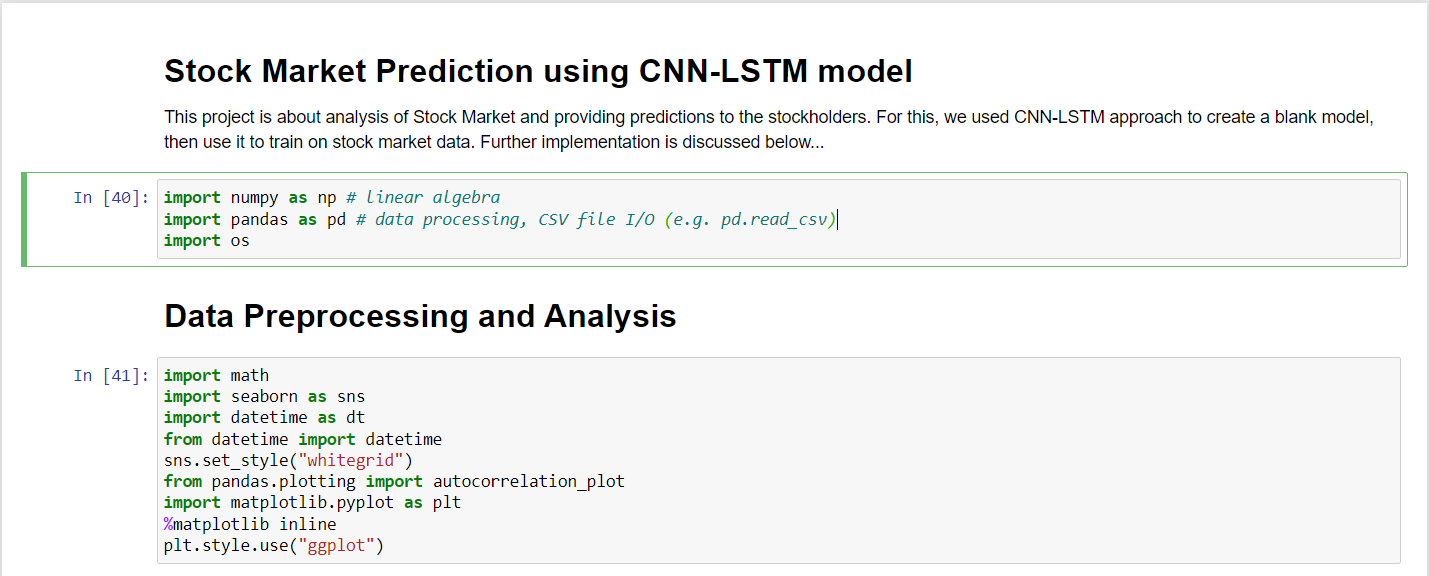 Stock Market Prediction using CNN-LSTM model
This project is about analysis of Stock Market and providing predictions to the stockholders. For this, we used CNN-LSTM approach to create a blank model,
then use it to train on stock market data. Further implementation is discussed below...
In [40]: import numpy as np # linear algebra
import pandas as pd # data processing, CSV file I/O (e.g. pd.read_csv)
import os
Data Preprocessing and Analysis
In [41]: import math
import seaborn as sns
import datetime as dt
from datetime import datetime
sns.set_style("whitegrid")
from pandas.plotting import autocorrelation_plot
import matplotlib.pyplot as plt
%matplotlib inline
plt.style.use("ggplot")